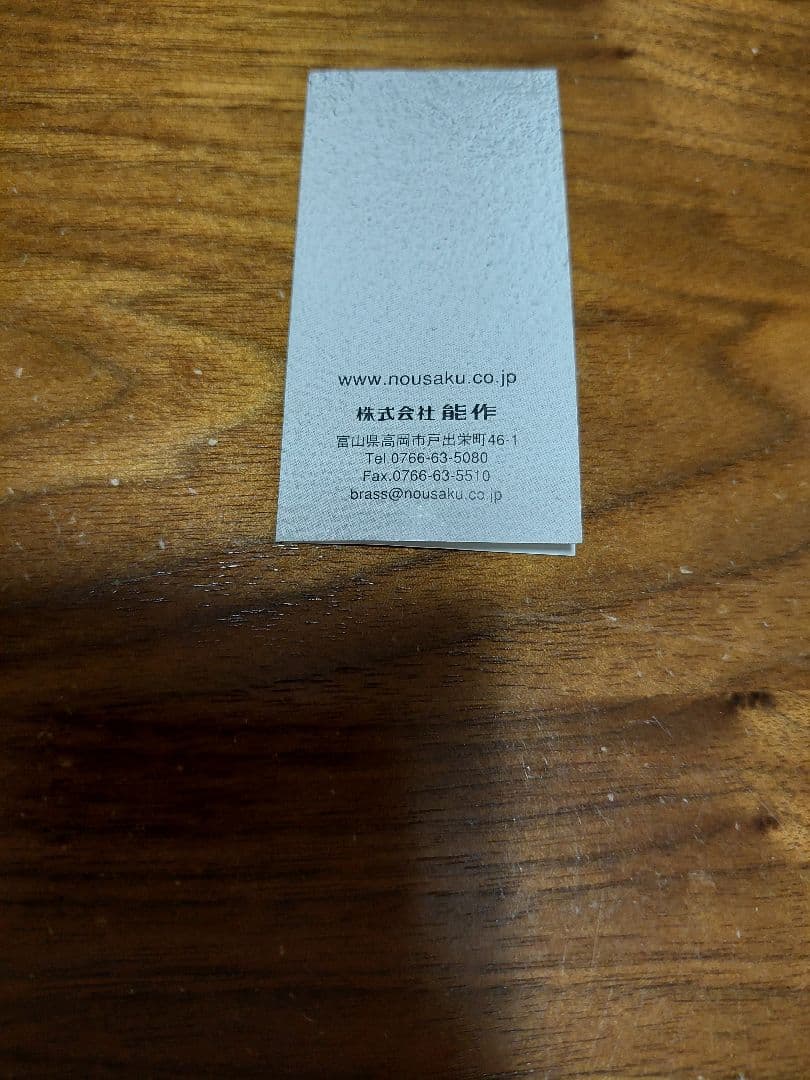 www.nousaku.co.jp
株式会社 能作
富山県高岡市戸出栄町46-1
Tel.0766-63-5080
Fax.0766-63-5510
brass@nousaku.co.jp